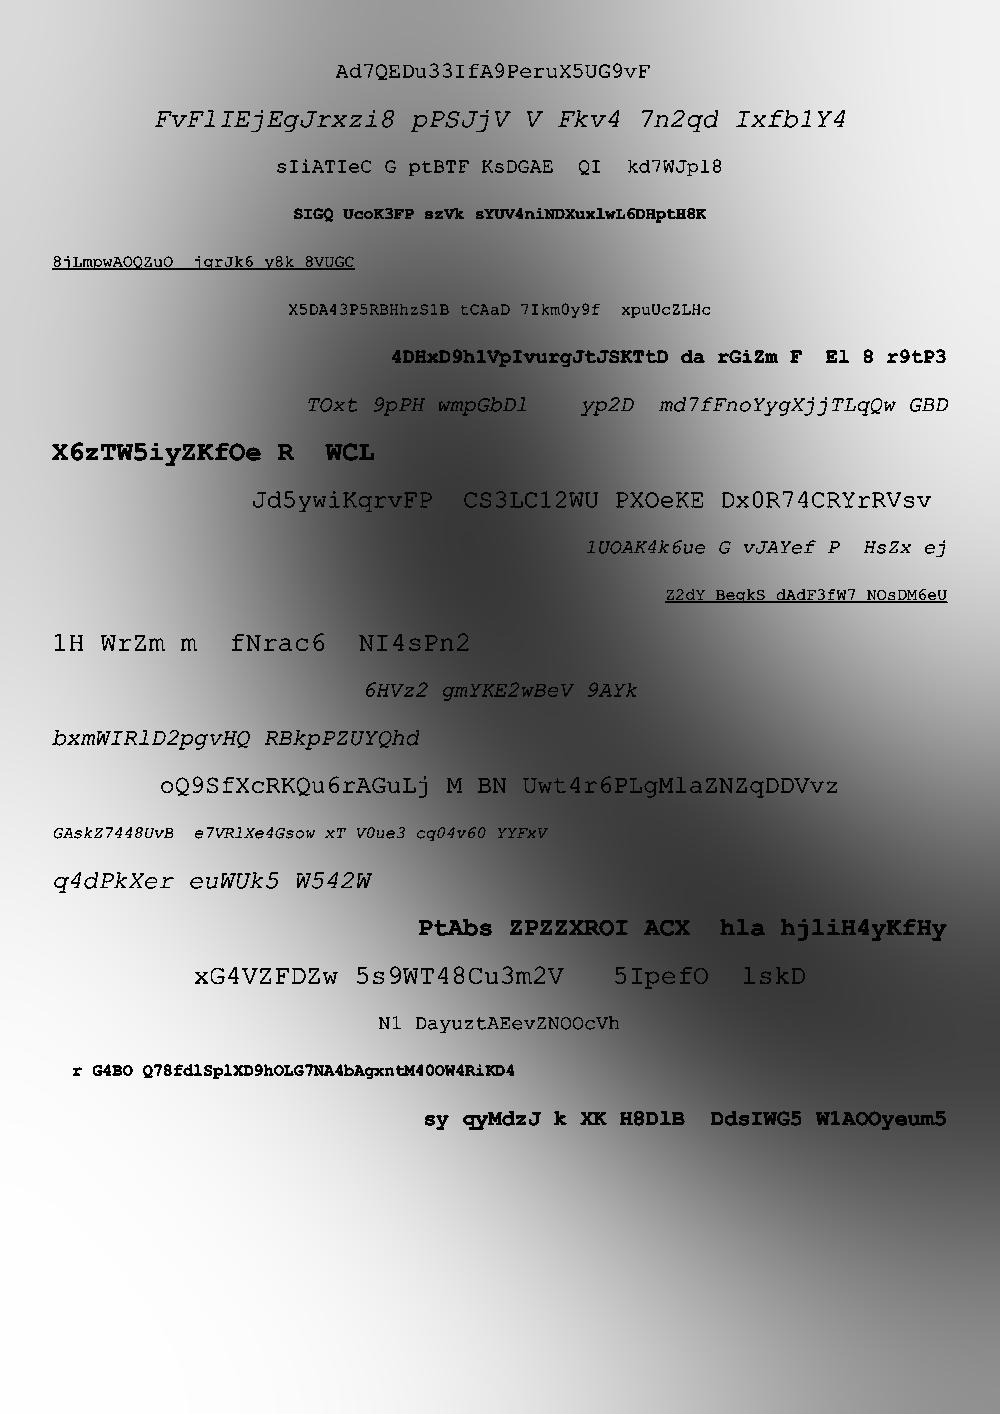 Ad7QEDu33IfA9PeruX5UG9vF
FvFlIEjEgJrxzi8 pPSJjV V Fkv4 7n2qd Ixfb1Y4
sIiATIeC G ptBTF KsDGAE QI kd7WJpl8
SIGQ UcoK3FP szVk sYUV4niNDXuxlwL6DHptH8K
8jLmpwAOQZuO jqrJk6 y8k 8VUGC
X5DA43P5RBHhzS1B tCAaD 7Ikm0y9f xpuUcZLHc
4DHxD9hlVpIvurgJtJSKTtD da rGiZm F El 8 r9tP3
TOxt 9pPH wmpGbDl yp2D md7fFnoYygXjjTLqQw GBD
X6zTW5iyZKfOe R WCL
Jd5ywiKqrvFP CS3LC12WU PXOeKE Dx0R74CRYrRVsv
lUOAK4k6ue G vJAYef P HsZx ej
Z2dY BeqkS dAdF3fW7 NOsDM6eU
1H WrZm m fNrac6 NI4sPn2
6HVz2 gmYKE2wBeV 9AYk
bxmWIRlD2pgvHQ RBkpPZUYQhd
oQ9SfXcRKQu6rAGuLj M BN Uwt4r6PLgMlaZNZqDDVvz
GAskZ7448UvB e7VRlXe4Gsow xT V0ue3 cq04v60 YYFxV
q4dPkXer euWUk5 W542W
PtAbs ZPZZXROI ACX hla hjliH4yKfHy
xG4VZFDZw 5s9WT48Cu3m2V 5IpefO lskD
N1 DayuztAEevZNOOcVh
r G4BO Q78fdlSplXD9hOLG7NA4bAgxntM40OW4RiKD4
sy qyMdzJ k XK H8DlB DdsIWG5 W1AOOyeum5